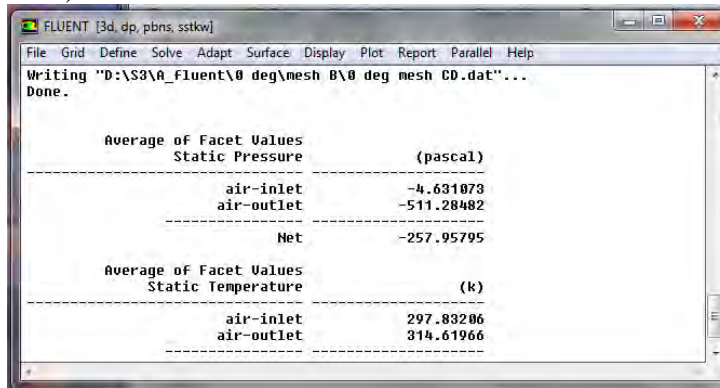 FLUENT [3d, dp, pbns, sstkw]
File Grid Define Solve Adapt Surface Display Plot Report Parallel Help
Writing "D:\S3\A_fluent\0 deg\mesh B\0 deg mesh CD.dat"...
Done.
Average of Facet Values
Static Pressure (pascal)
-------------------------------- --------------------
air-inlet -4.631073
air-outlet -511.28482
---------------- --------------------
Net -257.95795
Average of Facet Values
Static Temperature (k)
-------------------------------- --------------------
air-inlet 297.83206
air-outlet 314.61966
---------------- --------------------